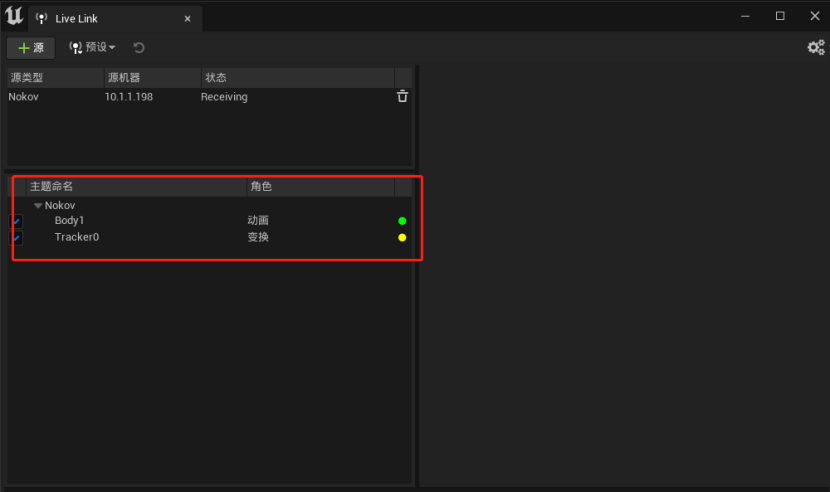 Live Link
源 预设
源类型 源机器 状态
Nokov 10.1.1.198 Receiving
主题命名 角色
Nokov
Body1 动画
Tracker0 变换